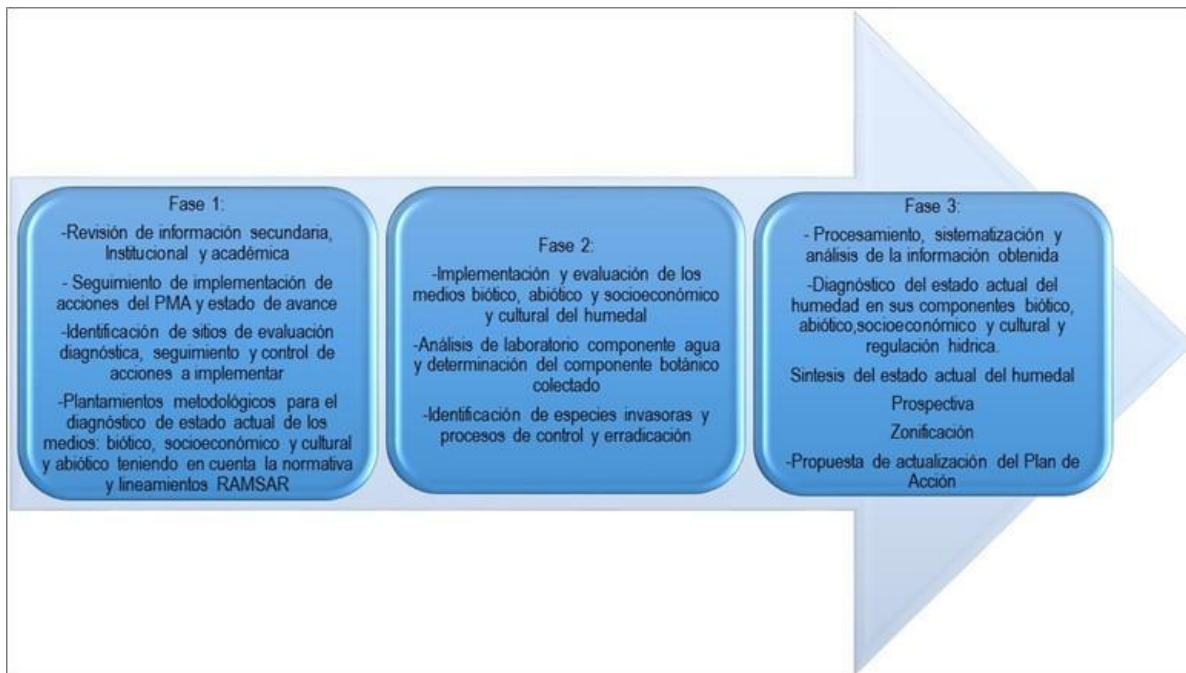 Fase 1:
-Revisión de información secundaria,
Institucional y académica
- Seguimiento de implementación de
acciones del PMA y estado de avance
-Identificación de sitios de evaluación
diagnóstica, seguimiento y control de
acciones a implementar
-Plantamientos metodológicos para el
diagnóstico de estado actual de los
medios: biótico, socioeconómico y cultural
y abiótico teniendo en cuenta la normativa
y lineamientos RAMSAR
Fase 2:
-Implementación y evaluación de los
medios biótico, abiótico y socioeconómico
y cultural del humedal
-Análisis de laboratorio componente agua
y determinación del componente botánico
colectado
-Identificación de especies invasoras y
procesos de control y erradicación
Fase 3:
- Procesamiento, sistematización y
análisis de la información obtenida
-Diagnóstico del estado actual del
humedad en sus componentes biótico,
abiótico,socioeconómico y cultural y
regulación hidrica.
Sintesis del estado actual del humedal
Prospectiva
Zonificación
-Propuesta de actualización del Plan de
Acción